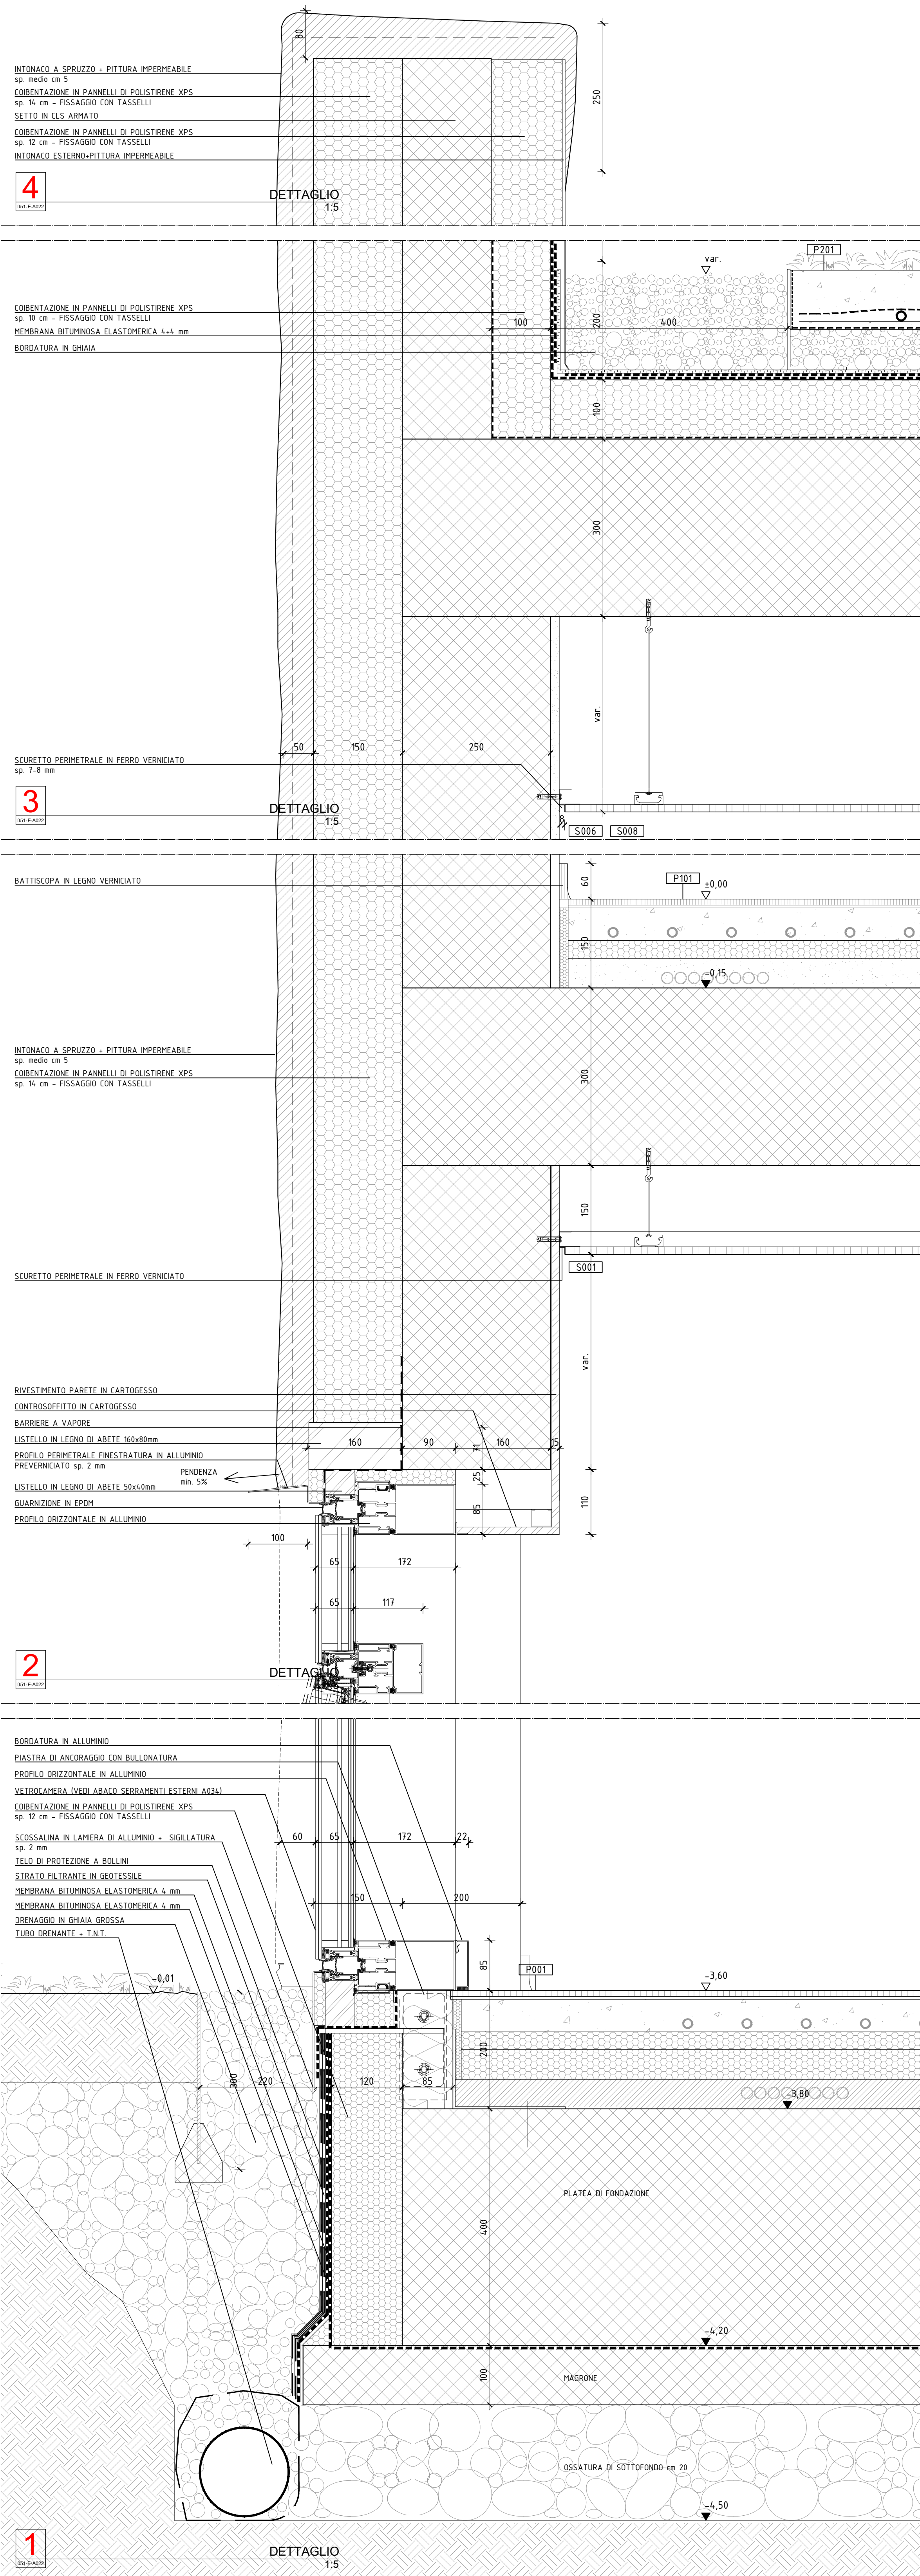 80
250
INTONACO A SPRUZZO + PITTURA IMPERMEABILE
sp. medio cm 5
COIBENTAZIONE IN PANNELLI DI POLISTIRENE XPS
sp. 14 cm - FISSAGGIO CON TASSELLI
SETTO IN CLS ARMATO
COIBENTAZIONE IN PANNELLI DI POLISTIRENE XPS
sp. 12 cm - FISSAGGIO CON TASSELLI
INTONACO ESTERNO+PITTURA IMPERMEABILE
4
051-E-A022
DETTAGLIO
1:5
P201
var.
COIBENTAZIONE IN PANNELLI DI POLISTIRENE XPS
sp. 10 cm - FISSAGGIO CON TASSELLI
100
200
400
MEMBRANA BITUMINOSA ELASTOMERICA 4+4 mm
BORDATURA IN GHIAIA
100
300
var.
50
150
250
SCURETTO PERIMETRALE IN FERRO VERNICIATO
sp. 7-8 mm
3
051-E-A022
DETTAGLIO
1:5
8
S006
S008
BATTISCOPA IN LEGNO VERNICIATO
60
P101
±0,00
150
-0,15
INTONACO A SPRUZZO + PITTURA IMPERMEABILE
sp. medio cm 5
COIBENTAZIONE IN PANNELLI DI POLISTIRENE XPS
sp. 14 cm - FISSAGGIO CON TASSELLI
300
150
S001
SCURETTO PERIMETRALE IN FERRO VERNICIATO
var.
RIVESTIMENTO PARETE IN CARTOGESSO
CONTROSOFFITTO IN CARTOGESSO
BARRIERE A VAPORE
LISTELLO IN LEGNO DI ABETE 160x80mm
160
90
71
160
15
PROFILO PERIMETRALE FINESTRATURA IN ALLUMINIO
PREVERNICIATO sp. 2 mm
PENDENZA
min. 5%
25
LISTELLO IN LEGNO DI ABETE 50x40mm
GUARNIZIONE IN EPDM
85
110
PROFILO ORIZZONTALE IN ALLUMINIO
100
65
172
65
117
2
051-E-A022
DETTAGLIO
BORDATURA IN ALLUMINIO
PIASTRA DI ANCORAGGIO CON BULLONATURA
PROFILO ORIZZONTALE IN ALLUMINIO
VETROCAMERA (VEDI ABACO SERRAMENTI ESTERNI A034)
COIBENTAZIONE IN PANNELLI DI POLISTIRENE XPS
sp. 12 cm - FISSAGGIO CON TASSELLI
SCOSSALINA IN LAMIERA DI ALLUMINIO + SIGILLATURA
sp. 2 mm
60
65
172
22
TELO DI PROTEZIONE A BOLLINI
STRATO FILTRANTE IN GEOTESSILE
MEMBRANA BITUMINOSA ELASTOMERICA 4 mm
150
200
MEMBRANA BITUMINOSA ELASTOMERICA 4 mm
DRENAGGIO IN GHIAIA GROSSA
TUBO DRENANTE + T.N.T.
-0,01
85
P001
-3,60
300
220
120
85
200
-3,80
PLATEA DI FONDAZIONE
400
-4,20
100
MAGRONE
OSSATURA DI SOTTOFONDO cm 20
-4,50
1
051-E-A022
DETTAGLIO
1:5